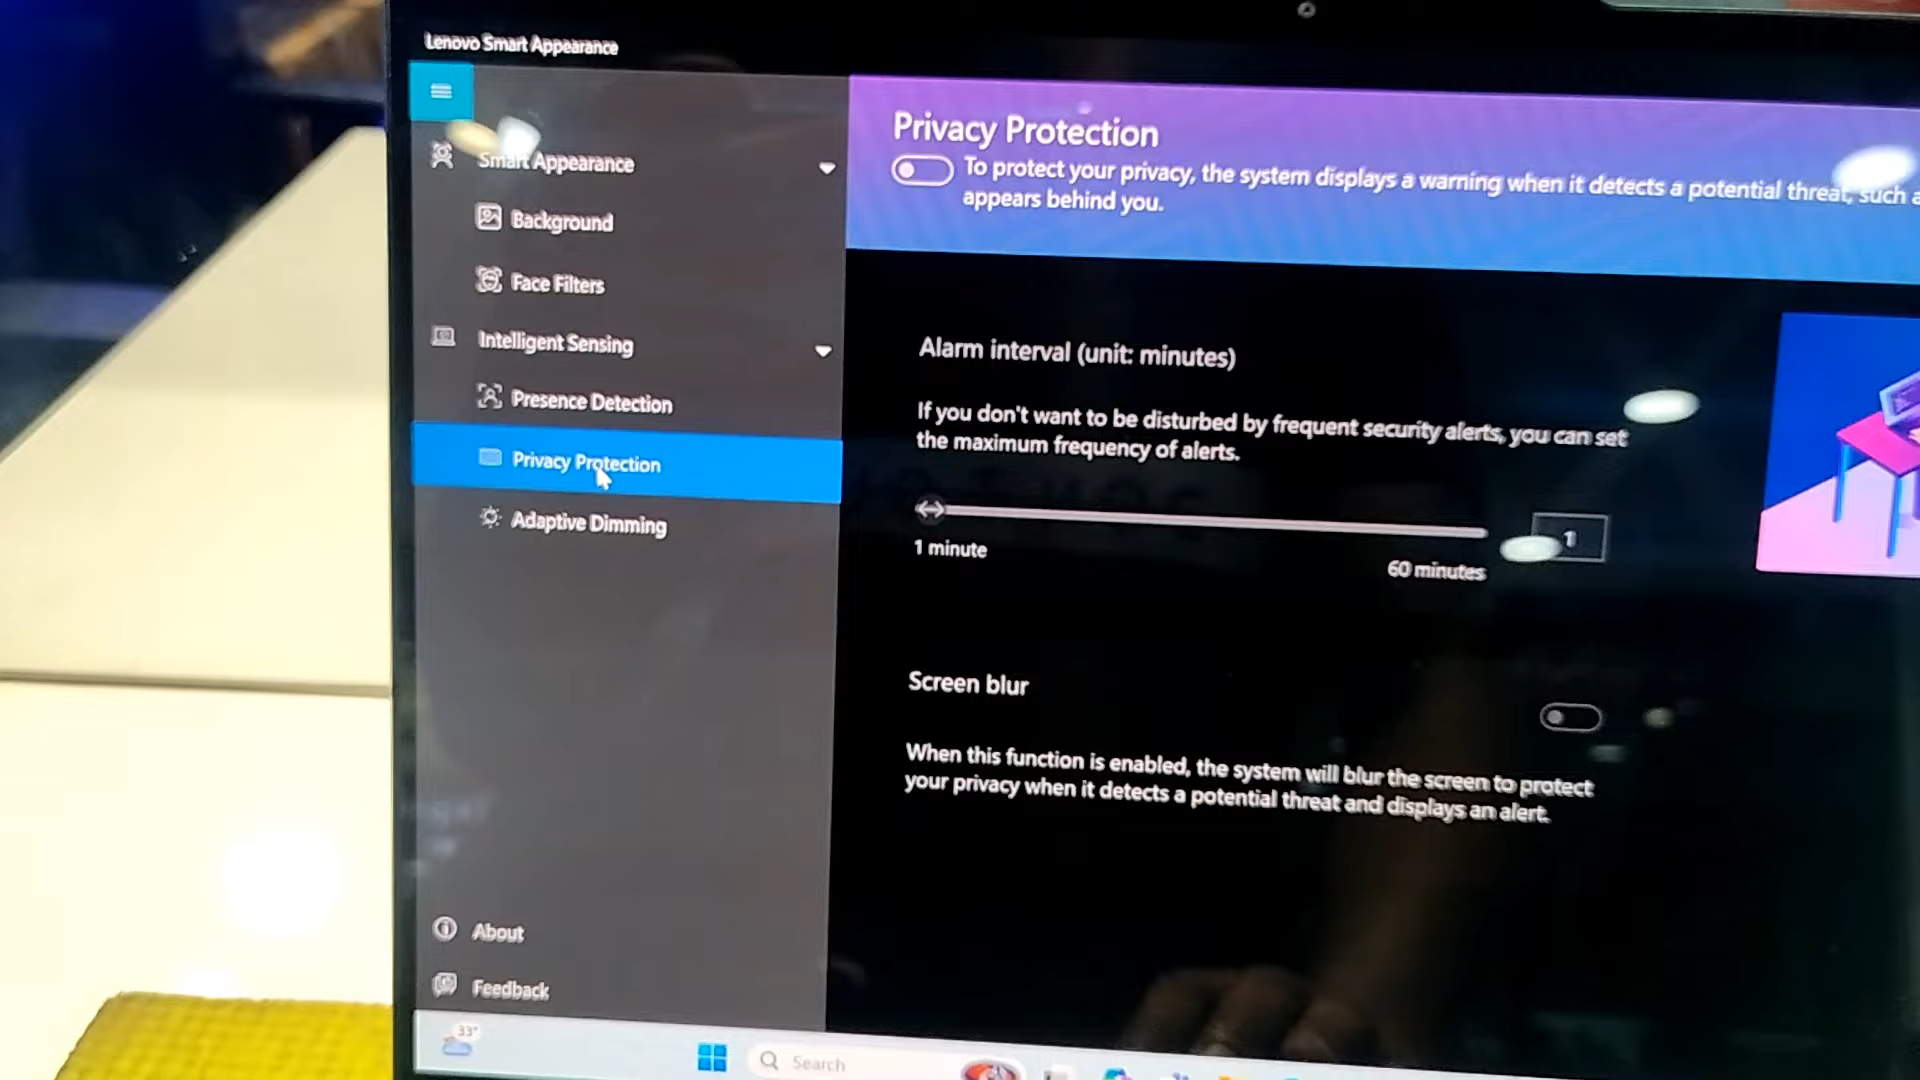 Lenovo Smart Appearance
Smart Appearance
Background
Face Filters
Intelligent Sensing
Presence Detection
Privacy Protection
Adaptive Dimming
About
Feedback
Privacy Protection
To protect your privacy, the system displays a warning when it detects a potential threat, such a
appears behind you.
Alarm interval (unit: minutes)
If you don't want to be disturbed by frequent security alerts, you can set
the maximum frequency of alerts.
1
1 minute
60 minutes
Screen blur
When this function is enabled, the system will blur the screen to protect
your privacy when it detects a potential threat and displays an alert.
33°
Search